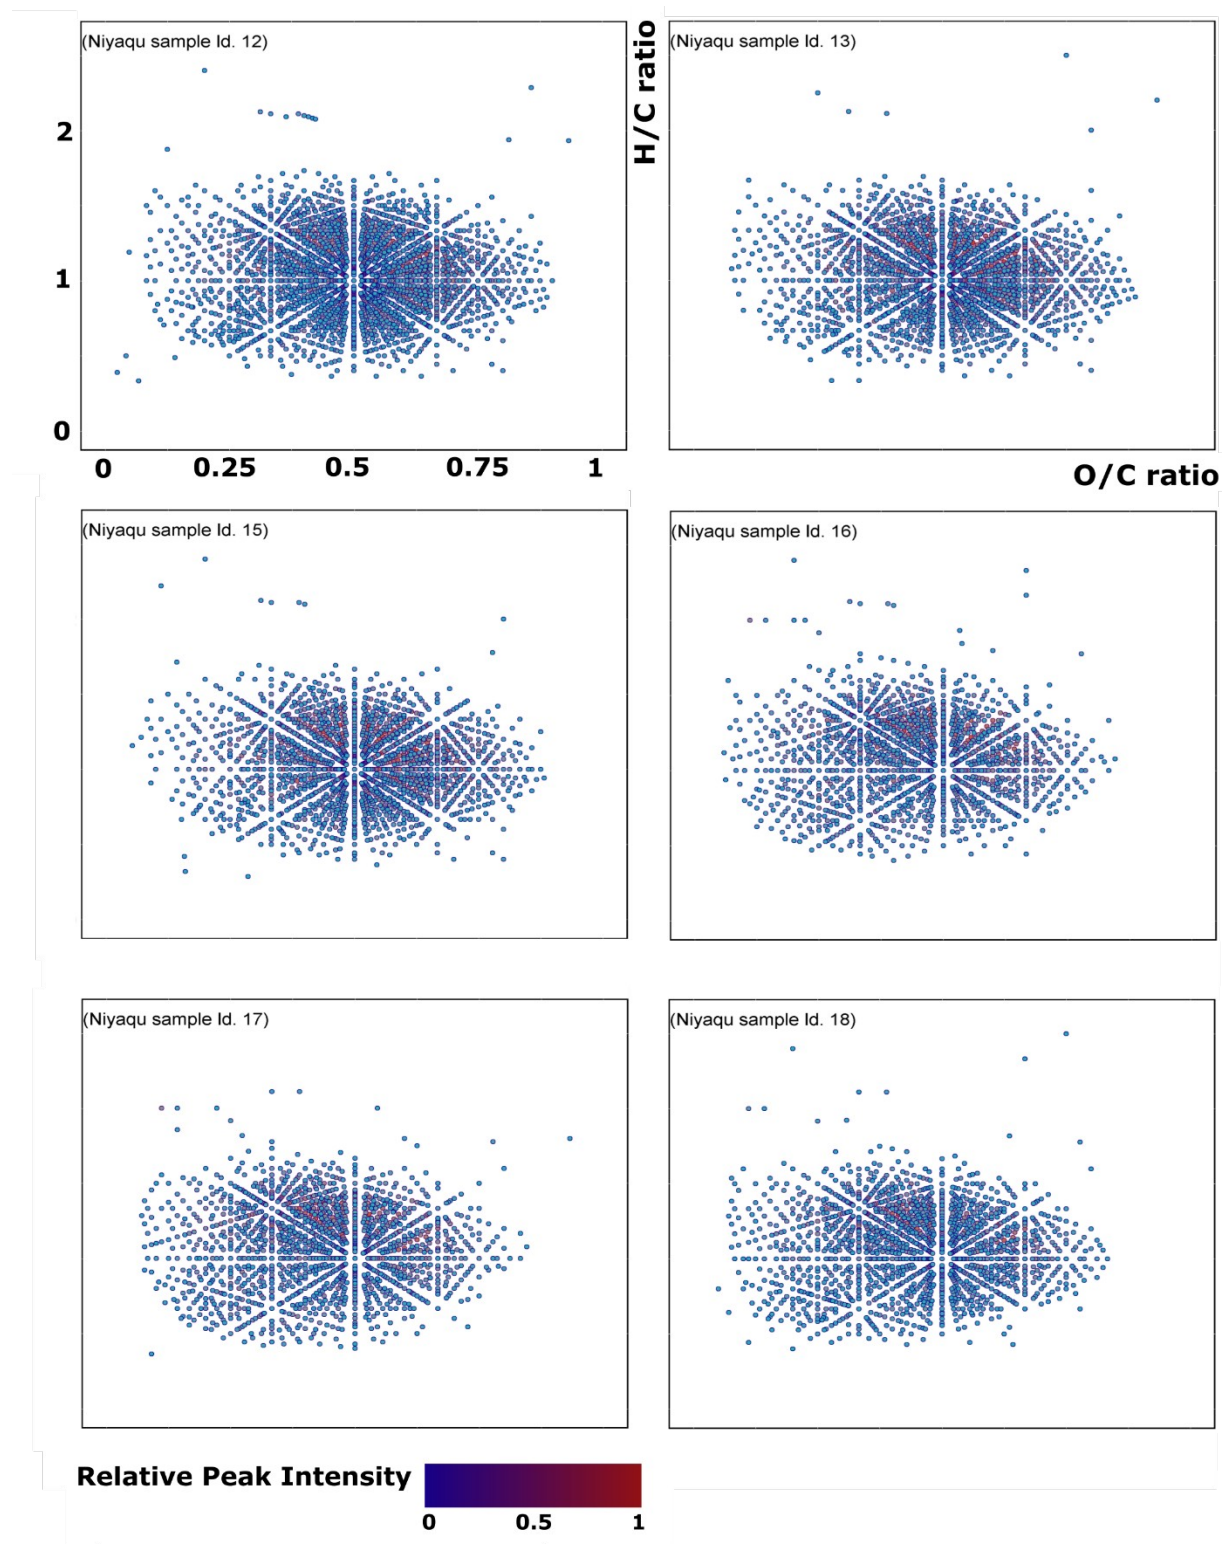 (Niyaqu sample Id. 12)
H/C ratio
(Niyaqu sample Id. 13)
2
1
0
0 0.25 0.5 0.75 1
O/C ratio
(Niyaqu sample Id. 15)
(Niyaqu sample Id. 16)
(Niyaqu sample Id. 17)
(Niyaqu sample Id. 18)
Relative Peak Intensity
0 0.5 1